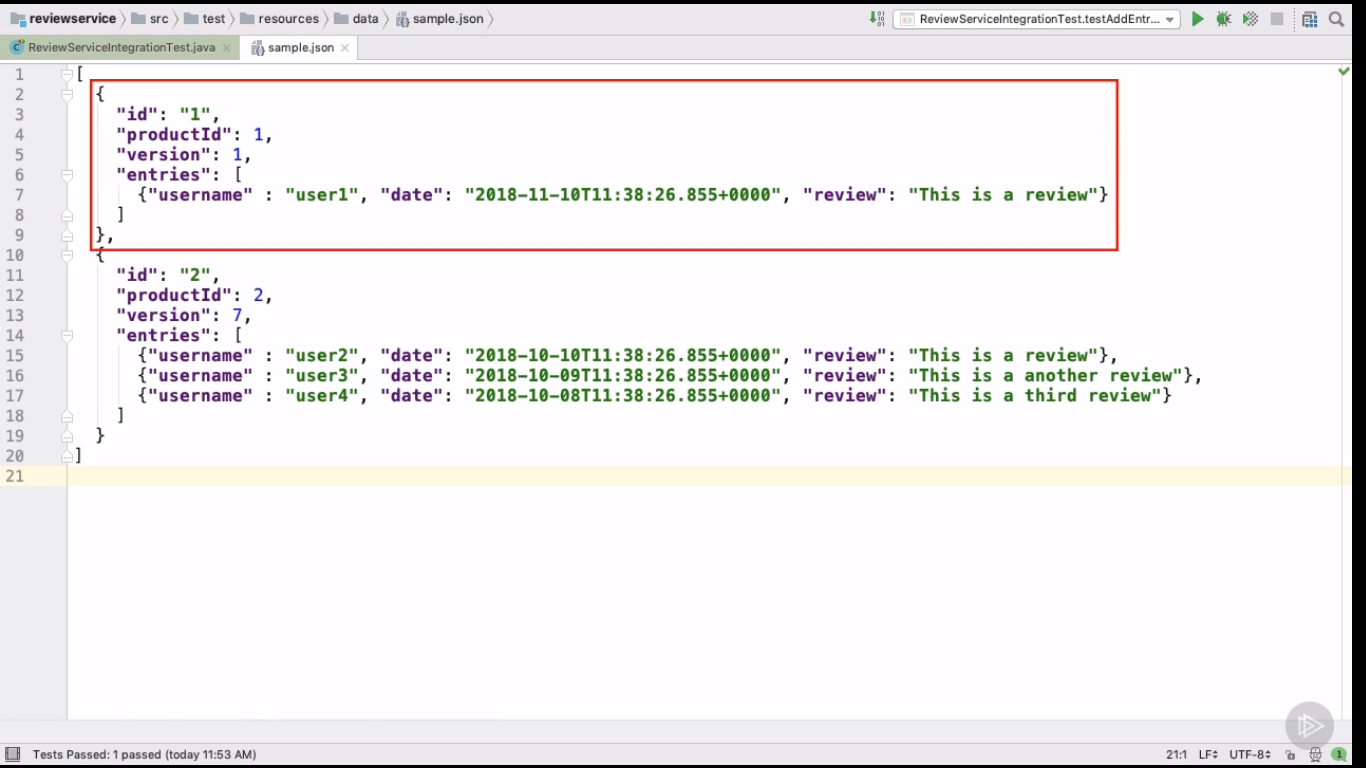 reviewservice src test resources data sample.json ReviewServiceIntegrationTest.testAddEntr...
ReviewServiceIntegrationTest.java sample.json
1 [
2 {
3 "id": "1",
4 "productId": 1,
5 "version": 1,
6 "entries": [
7 {"username" : "user1", "date": "2018-11-10T11:38:26.855+0000", "review": "This is a review"}
8 ]
9 },
10 {
11 "id": "2",
12 "productId": 2,
13 "version": 7,
14 "entries": [
15 {"username" : "user2", "date": "2018-10-10T11:38:26.855+0000", "review": "This is a review"},
16 {"username" : "user3", "date": "2018-10-09T11:38:26.855+0000", "review": "This is a another review"},
17 {"username" : "user4", "date": "2018-10-08T11:38:26.855+0000", "review": "This is a third review"}
18 ]
19 }
20 ]
21
Tests Passed: 1 passed (today 11:53 AM) 21:1 LF UTF-8 1